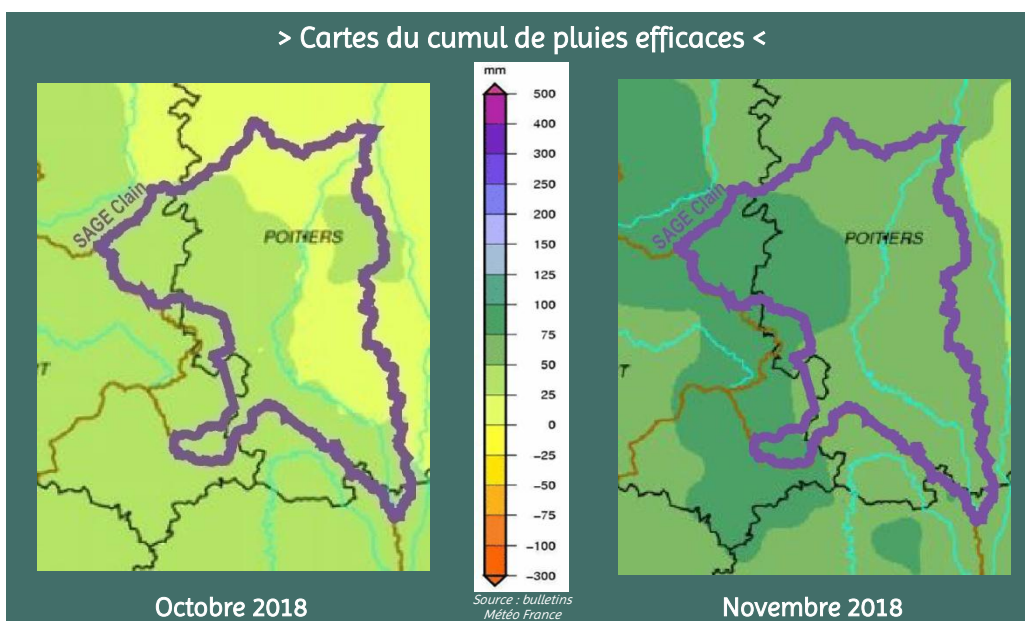 > Cartes du cumul de pluies efficaces <
SAGE Clain
POITIERS
T
mm
500
400
300
250
200
150
125
100
75
50
25
0
−25
−50
−75
−100
−300
SAGE Clain
POITIERS
T
Octobre 2018
Source : bulletins
Météo France
Novembre 2018